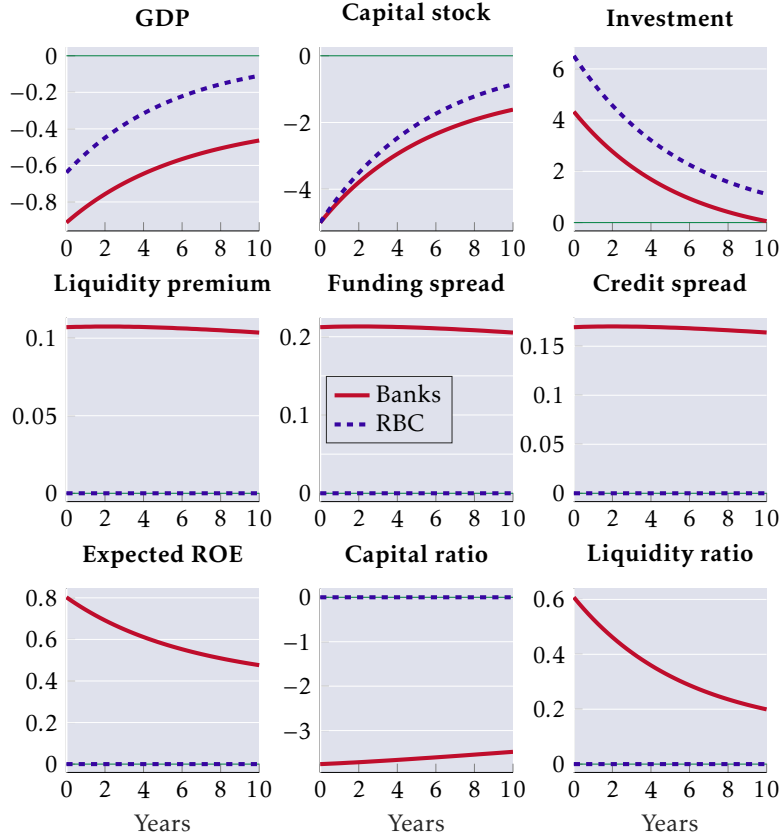 GDP
Capital stock
Investment
0
−0.2
−0.4
−0.6
−0.8
0 2 4 6 8 10
0
−2
−4
0 2 4 6 8 10
6
4
2
0
0 2 4 6 8 10
Liquidity premium
Funding spread
Credit spread
0.1
0.05
0
0 2 4 6 8 10
0.2
0.1
0
Banks
RBC
0 2 4 6 8 10
0.15
0.1
0.05
0
0 2 4 6 8 10
Expected ROE
Capital ratio
Liquidity ratio
0.8
0.6
0.4
0.2
0
0 2 4 6 8 10
Years
0
−1
−2
−3
0 2 4 6 8 10
Years
0.6
0.4
0.2
0
0 2 4 6 8 10
Years